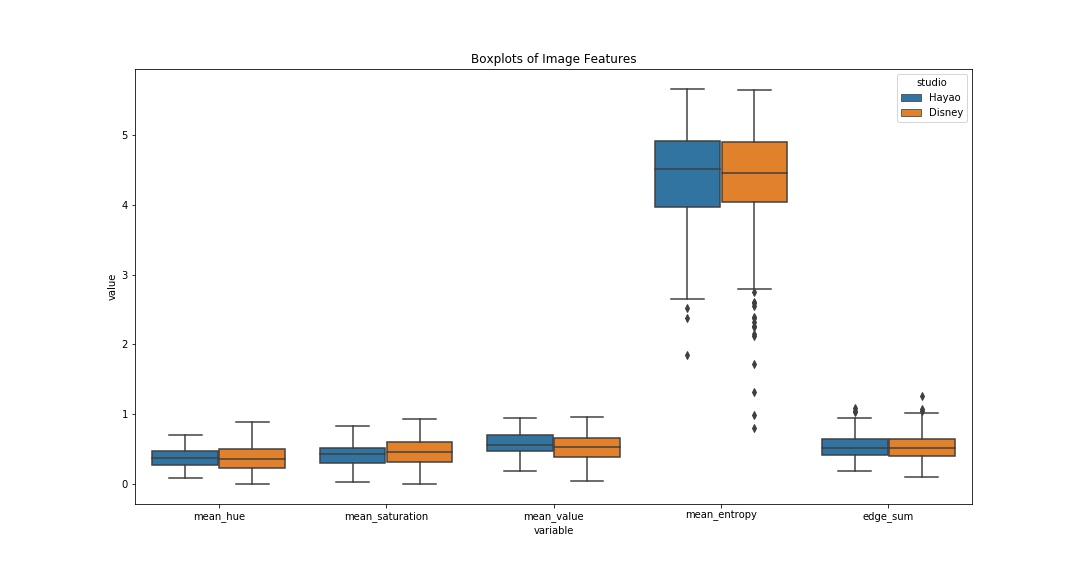 Boxplots of Image Features
studio
Hayao
Disney
value
5
4
3
2
1
0
mean_hue
mean_saturation
mean_value
mean_entropy
edge_sum
variable